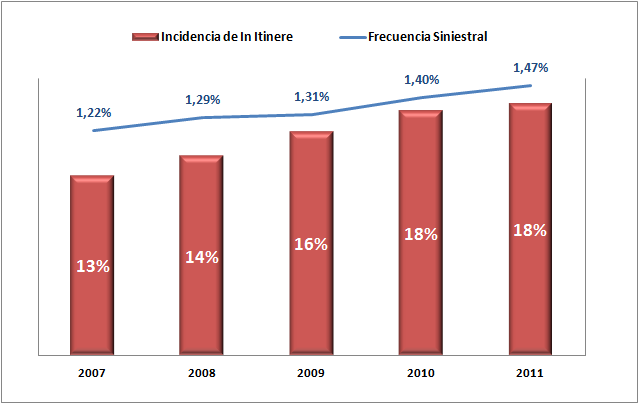 Incidencia de In Itinere Frecuencia Siniestral
1,22% 1,29% 1,31% 1,40% 1,47%
13% 14% 16% 18% 18%
2007 2008 2009 2010 2011